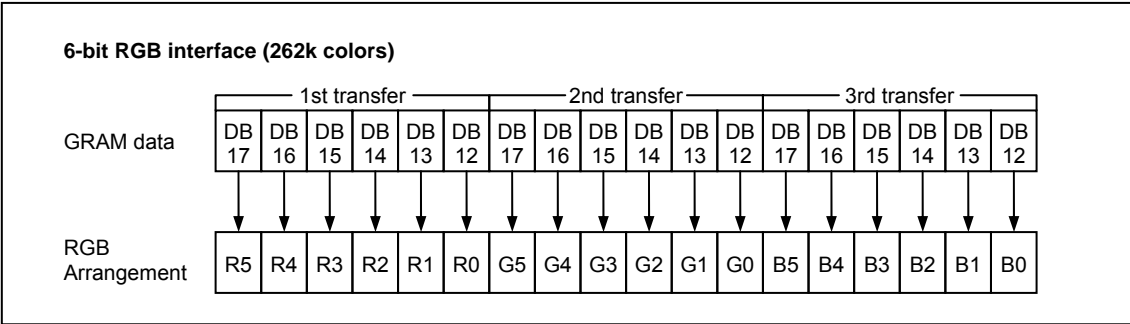 6-bit RGB interface (262k colors)
1st transfer 2nd transfer 3rd transfer
GRAM data
DB DB DB DB DB DB DB DB DB DB DB DB DB DB DB DB DB DB
17 16 15 14 13 12 17 16 15 14 13 12 17 16 15 14 13 12
RGB
Arrangement
R5 R4 R3 R2 R1 R0 G5 G4 G3 G2 G1 G0 B5 B4 B3 B2 B1 B0